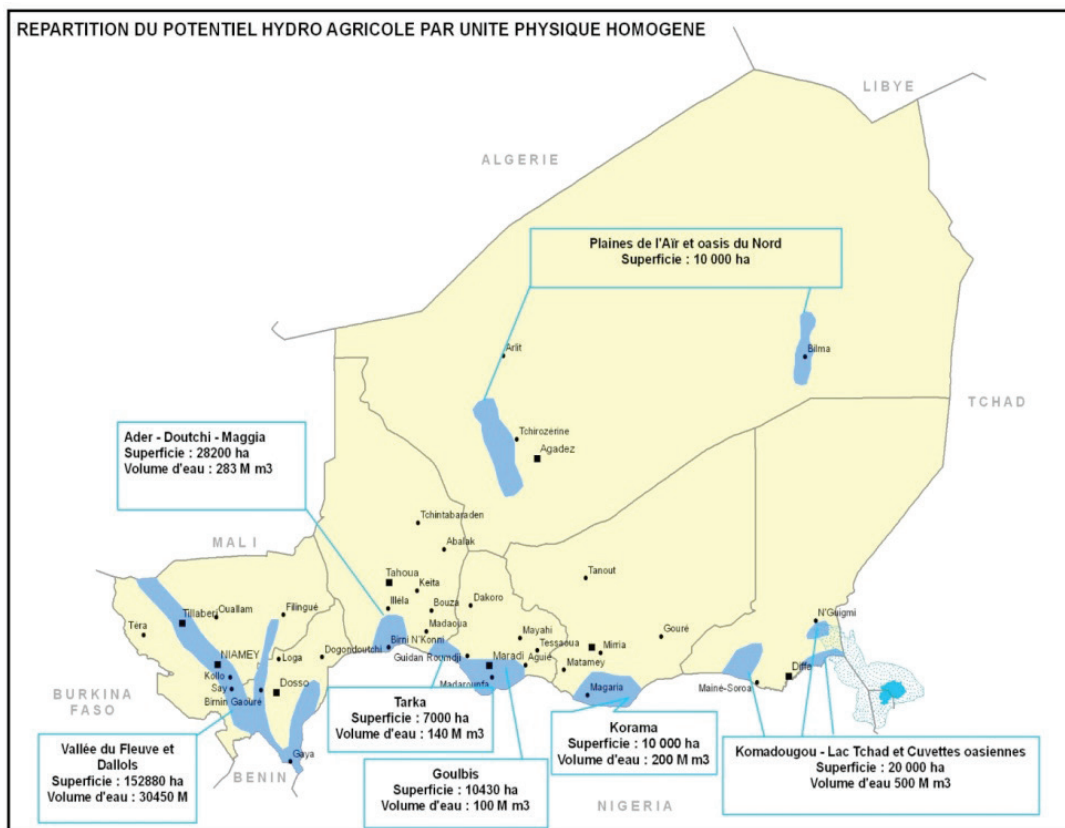 REPARTITION DU POTENTIEL HYDRO AGRICOLE PAR UNITE PHYSIQUE HOMOGENE
LIBYE
ALGERIE
Plaines de l'Aïr et oasis du Nord
Superficie : 10 000 ha
Arlit
Bilma
TCHAD
Ader - Doutchi - Maggia
Superficie : 28200 ha
Volume d'eau : 283 M m3
Tchirozerine
Agadez
Tchintabaraden
Abalak
MALI
Tahoua
Keita
Tanout
Illéla
Bouza
Dakoro
Tillaberi
Ouallam
Filingué
N'Guigmi
Téra
Madaoua
Mayahi
Gouré
Birni N'Konni
Tessaoua
Mirria
NIAMEY
Loga
Dogondoutchi
Guidan Roumdji
Maradi
Aguié
Matamey
Kollo
Say
Dosso
Madarounfa
Magaria
Maïné-Soroa
Diffa
Birnin Gaouré
BURKINA
FASO
Tarka
Superficie : 7000 ha
Volume d'eau : 140 M m3
Korama
Superficie : 10 000 ha
Volume d'eau : 200 M m3
Komadougou - Lac Tchad et Cuvettes oasiennes
Superficie : 20 000 ha
Volume d'eau 500 M m3
Vallée du Fleuve et
Dallols
Superficie : 152880 ha
Volume d'eau : 30450 M
Gaya
BENIN
Goulbis
Superficie : 10430 ha
Volume d'eau : 100 M m3
NIGERIA